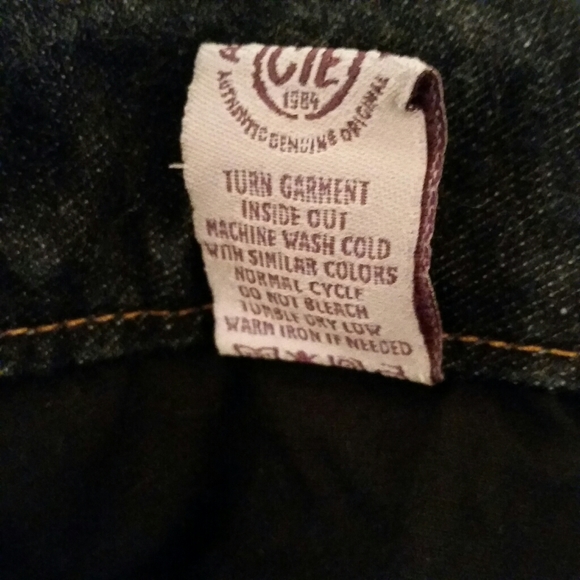 CTE
1984
AUTHENTIC GENUINE ORIGINAL
TURN GARMENT
INSIDE OUT
MACHINE WASH COLD
WITH SIMILAR COLORS
NORMAL CYCLE
DO NOT BLEACH
TUMBLE DRY LOW
WARM IRON IF NEEDED